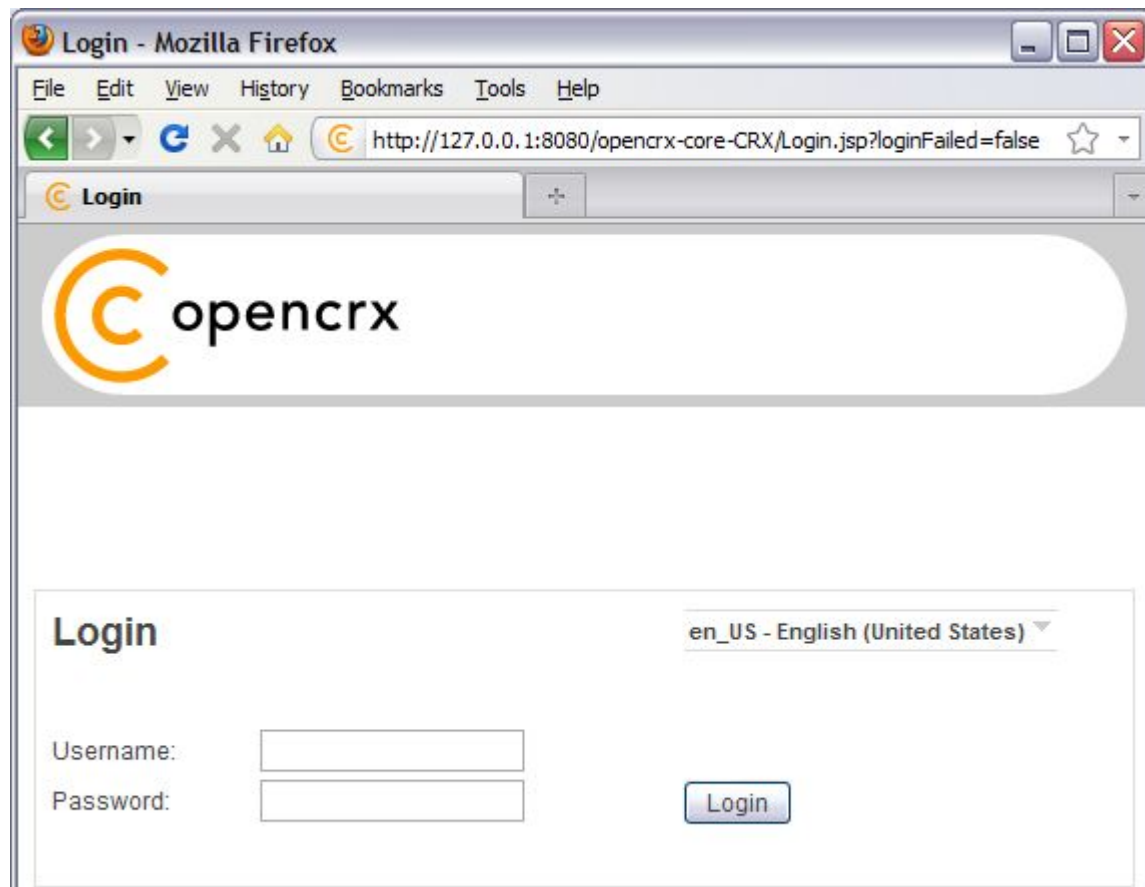 Login - Mozilla Firefox
File Edit View History Bookmarks Tools Help
http://127.0.0.1:8080/opencrx-core-CRX/Login.jsp?loginFailed=false
Login
opencrx
Login
en_US - English (United States)
Username:
Password:
Login